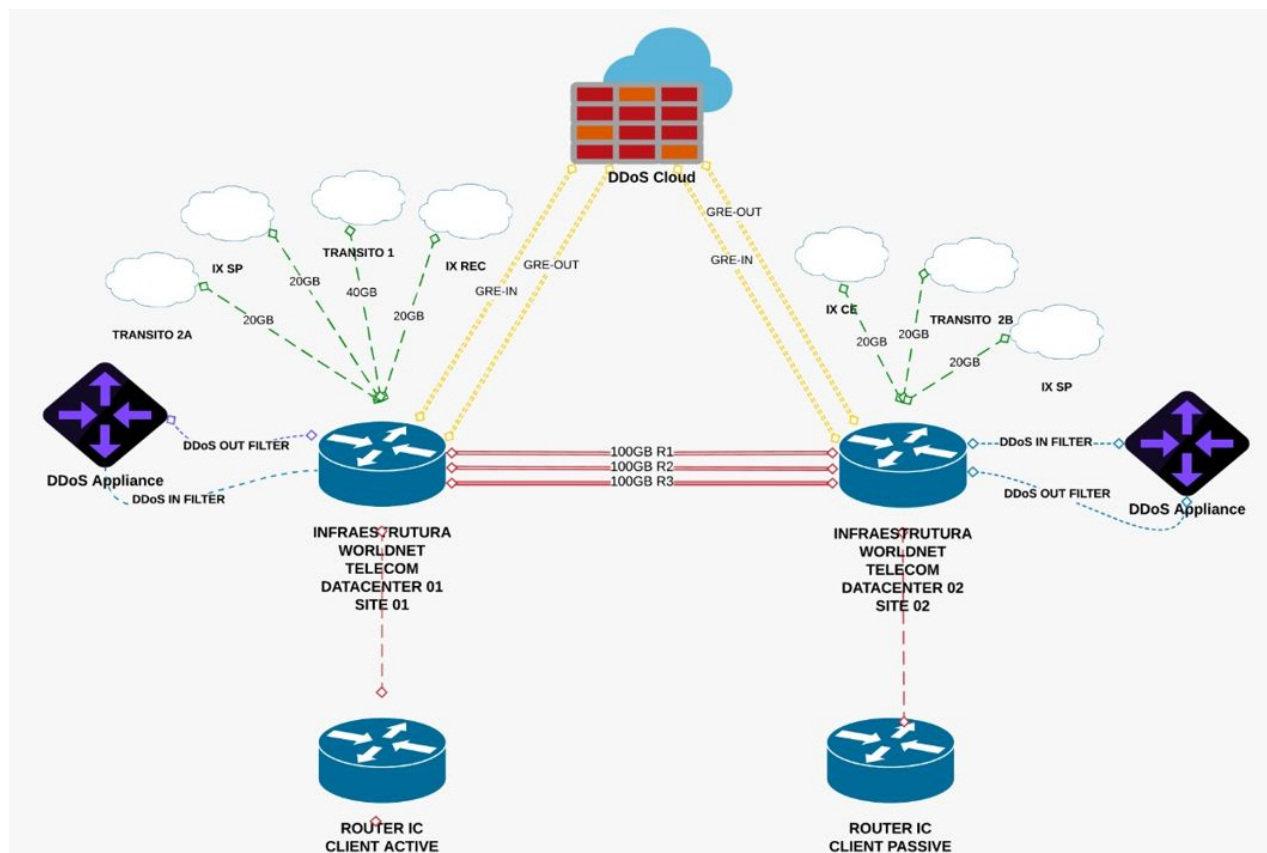 DDoS Cloud
GRE-OUT
IX SP
TRANSITO 1
IX REC
GRE-OUT
GRE-IN
20GB
40GB
GRE-IN
20GB
20GB
TRANSITO 2A
IX CE
TRANSITO 2B
20GB
20GB
20GB
IX SP
DDoS OUT FILTER
DDoS Appliance
DDoS IN FILTER
100GB R1
100GB R2
100GB R3
DDoS IN FILTER
DDoS OUT FILTER
DDoS Appliance
INFRAESTRUTURA
WORLDNET
TELECOM
DATACENTER 01
SITE 01
INFRAESTRUTURA
WORLDNET
TELECOM
DATACENTER 02
SITE 02
ROUTER IC
CLIENT ACTIVE
ROUTER IC
CLIENT PASSIVE